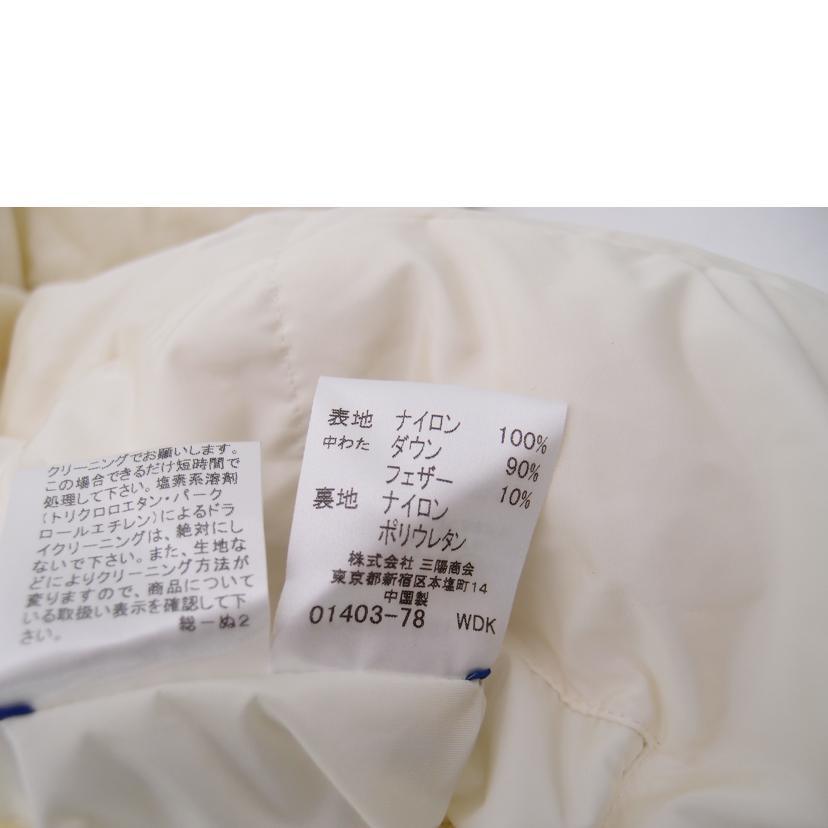 クリーニングでお願いします。
この場合できるだけ短時間で
処理して下さい。塩素系溶剤
(トリクロロエタン・パーク
ロールエチレン)によるドラ
イクリーニングは、絶対にし
ないで下さい。また、生地な
どによりクリーニング方法が
変りますので、商品について
いる取扱い表示を確認して下
さい。
総ーぬ2
表地 ナイロン 100%
中わた ダウン 90%
フェザー 10%
裏地 ナイロン
ポリウレタン
株式会社 三陽商会
東京都新宿区本塩町14
中国製
01403-78 WDK